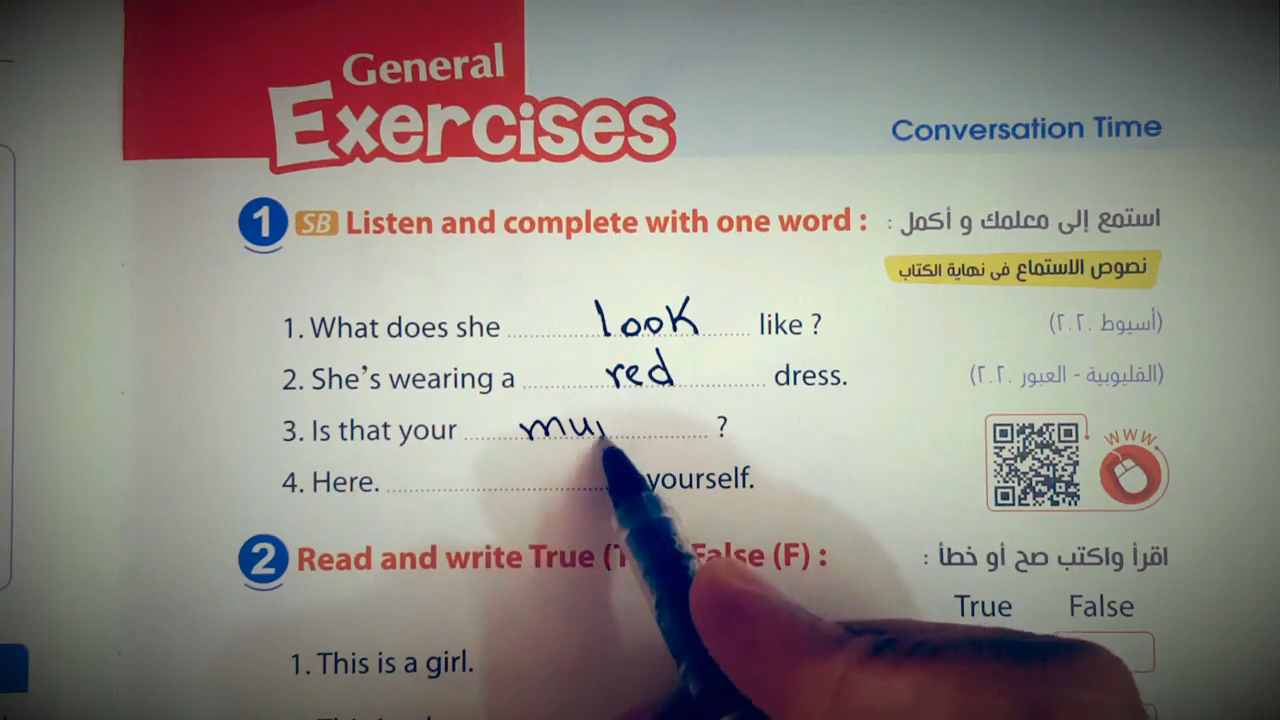 General
Exercises
Conversation Time
1 SB Listen and complete with one word : استمع إلى معلمك و أكمل :
نصوص الاستماع فى نهاية الكتاب
1. What does she look like ? (أسيوط ٢٠٢٠)
2. She's wearing a red dress. (القليوبية - العبور ٢٠٢٠)
3. Is that your mu ?
WWW
4. Here. yourself.
2 Read and write True (T) False (F) : اقرأ واكتب صح أو خطأ :
True False
1. This is a girl.